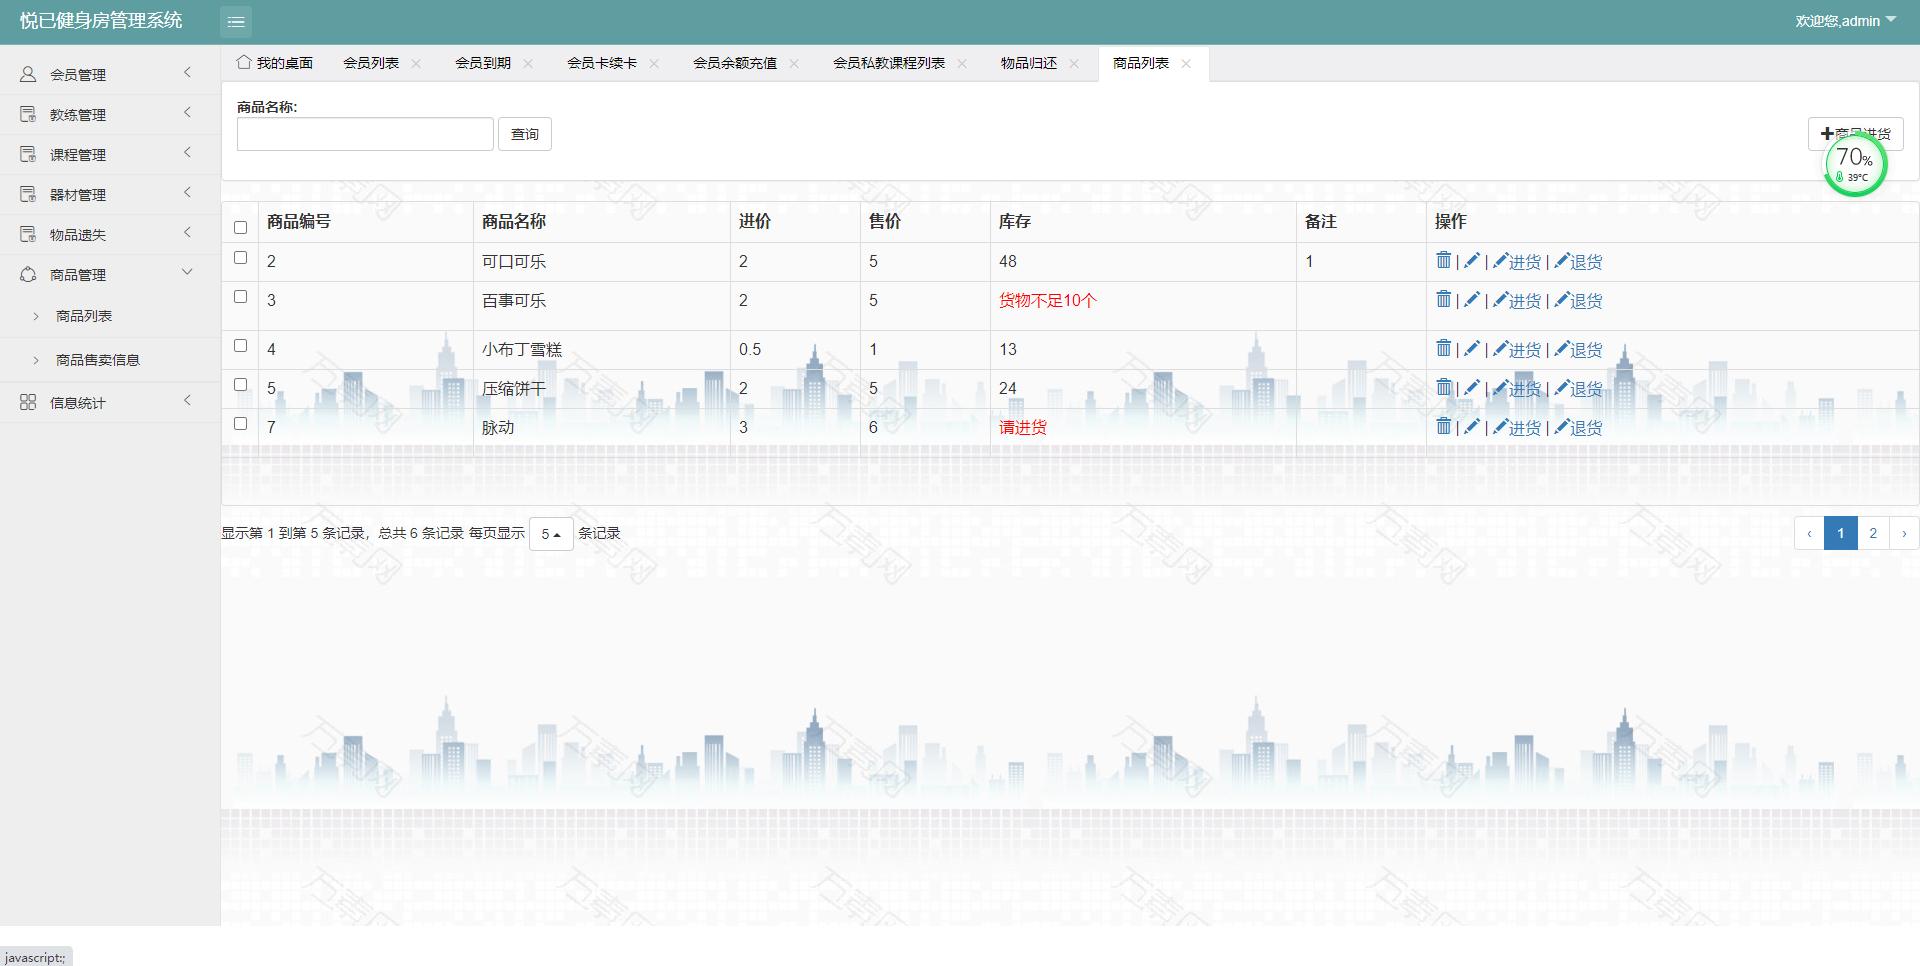 悦已健身房管理系统
欢迎您,admin
会员管理
教练管理
课程管理
器材管理
物品遗失
商品管理
商品列表
商品售卖信息
信息统计
我的桌面 会员列表 会员到期 会员卡续卡 会员余额充值 会员私教课程列表 物品归还 商品列表
商品名称:
查询
商品进货
70%
39°C
商品编号 商品名称 进价 售价 库存 备注 操作
2 可口可乐 2 5 48 1 | | 进货 | 退货
3 百事可乐 2 5 货物不足10个 | | 进货 | 退货
4 小布丁雪糕 0.5 1 13 | | 进货 | 退货
5 压缩饼干 2 5 24 | | 进货 | 退货
7 脉动 3 6 请进货 | | 进货 | 退货
显示第 1 到第 5 条记录，总共 6 条记录 每页显示 5 条记录
‹ 1 2 ›
javascript:;